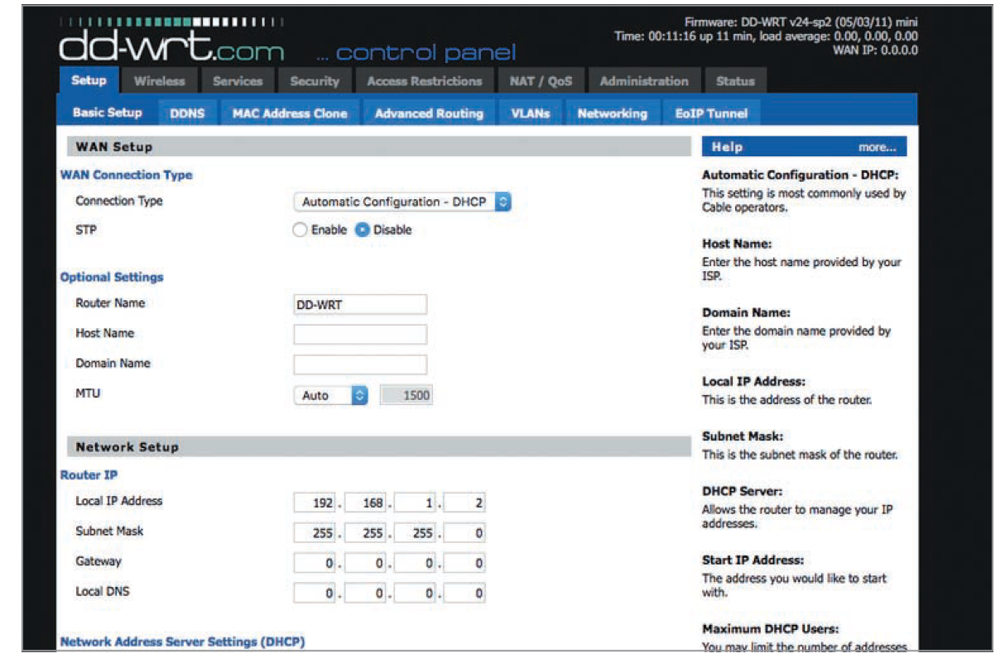 Firmware: DD-WRT v24-sp2 (05/03/11) mini
Time: 00:11:16 up 11 min, load average: 0.00, 0.00, 0.00
WAN IP: 0.0.0.0
dd-wrt.com ... control panel
Setup Wireless Services Security Access Restrictions NAT / QoS Administration Status
Basic Setup DDNS MAC Address Clone Advanced Routing VLANs Networking EoIP Tunnel
WAN Setup
WAN Connection Type
Connection Type Automatic Configuration - DHCP
STP Enable Disable
Optional Settings
Router Name DD-WRT
Host Name
Domain Name
MTU Auto 1500
Network Setup
Router IP
Local IP Address 192 . 168 . 1 . 2
Subnet Mask 255 . 255 . 255 . 0
Gateway 0 . 0 . 0 . 0
Local DNS 0 . 0 . 0 . 0
Network Address Server Settings (DHCP)
Help more...
Automatic Configuration - DHCP:
This setting is most commonly used by
Cable operators.
Host Name:
Enter the host name provided by your
ISP.
Domain Name:
Enter the domain name provided by
your ISP.
Local IP Address:
This is the address of the router.
Subnet Mask:
This is the subnet mask of the router.
DHCP Server:
Allows the router to manage your IP
addresses.
Start IP Address:
The address you would like to start
with.
Maximum DHCP Users:
You may limit the number of addresses